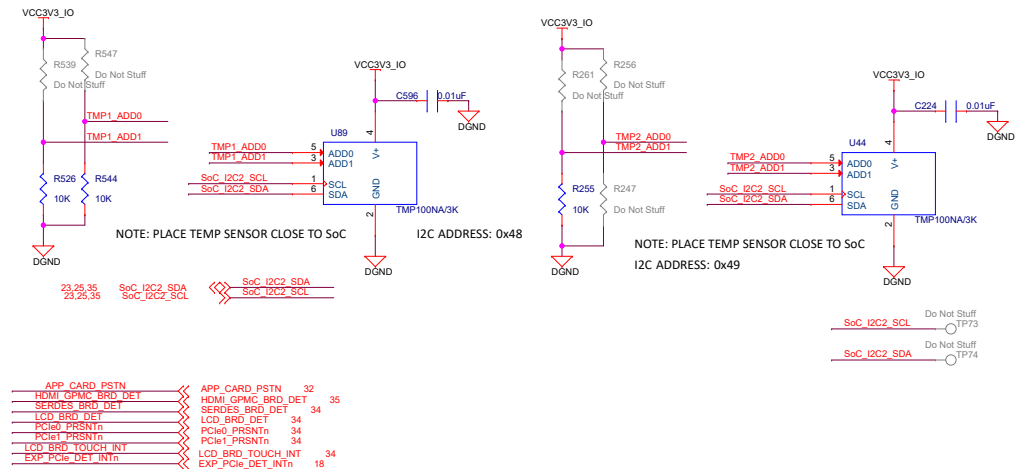 VCC3V3_IO
R539
Do Not Stuff
R547
Do Not Stuff
TMP1_ADD0
TMP1_ADD1
R526
10K
R544
10K
DGND
VCC3V3_IO
C596
0.01uF
DGND
U89
TMP1_ADD0
TMP1_ADD1
SoC_I2C2_SCL
SoC_I2C2_SDA
5
3
1
6
ADD0
ADD1
SCL
SDA
V+
GND
4
2
TMP100NA/3K
DGND
NOTE: PLACE TEMP SENSOR CLOSE TO SoC
I2C ADDRESS: 0x48
VCC3V3_IO
R261
Do Not Stuff
R256
Do Not Stuff
TMP2_ADD0
TMP2_ADD1
R255
10K
R247
Do Not Stuff
DGND
VCC3V3_IO
C224
0.01uF
DGND
U44
TMP2_ADD0
TMP2_ADD1
SoC_I2C2_SCL
SoC_I2C2_SDA
5
3
1
6
ADD0
ADD1
SCL
SDA
V+
GND
4
2
TMP100NA/3K
DGND
NOTE: PLACE TEMP SENSOR CLOSE TO SoC
I2C ADDRESS: 0x49
23,25,35 SoC_I2C2_SDA SoC_I2C2_SDA
23,25,35 SoC_I2C2_SCL SoC_I2C2_SCL
Do Not Stuff
SoC_I2C2_SCL TP73
Do Not Stuff
SoC_I2C2_SDA TP74
APP_CARD_PSTN APP_CARD_PSTN 32
HDMI_GPMC_BRD_DET HDMI_GPMC_BRD_DET 35
SERDES_BRD_DET SERDES_BRD_DET 34
LCD_BRD_DET LCD_BRD_DET 34
PCIe0_PRSNTn PCIe0_PRSNTn 34
PCIe1_PRSNTn PCIe1_PRSNTn 34
LCD_BRD_TOUCH_INT LCD_BRD_TOUCH_INT 34
EXP_PCIe_DET_INTn EXP_PCIe_DET_INTn 18